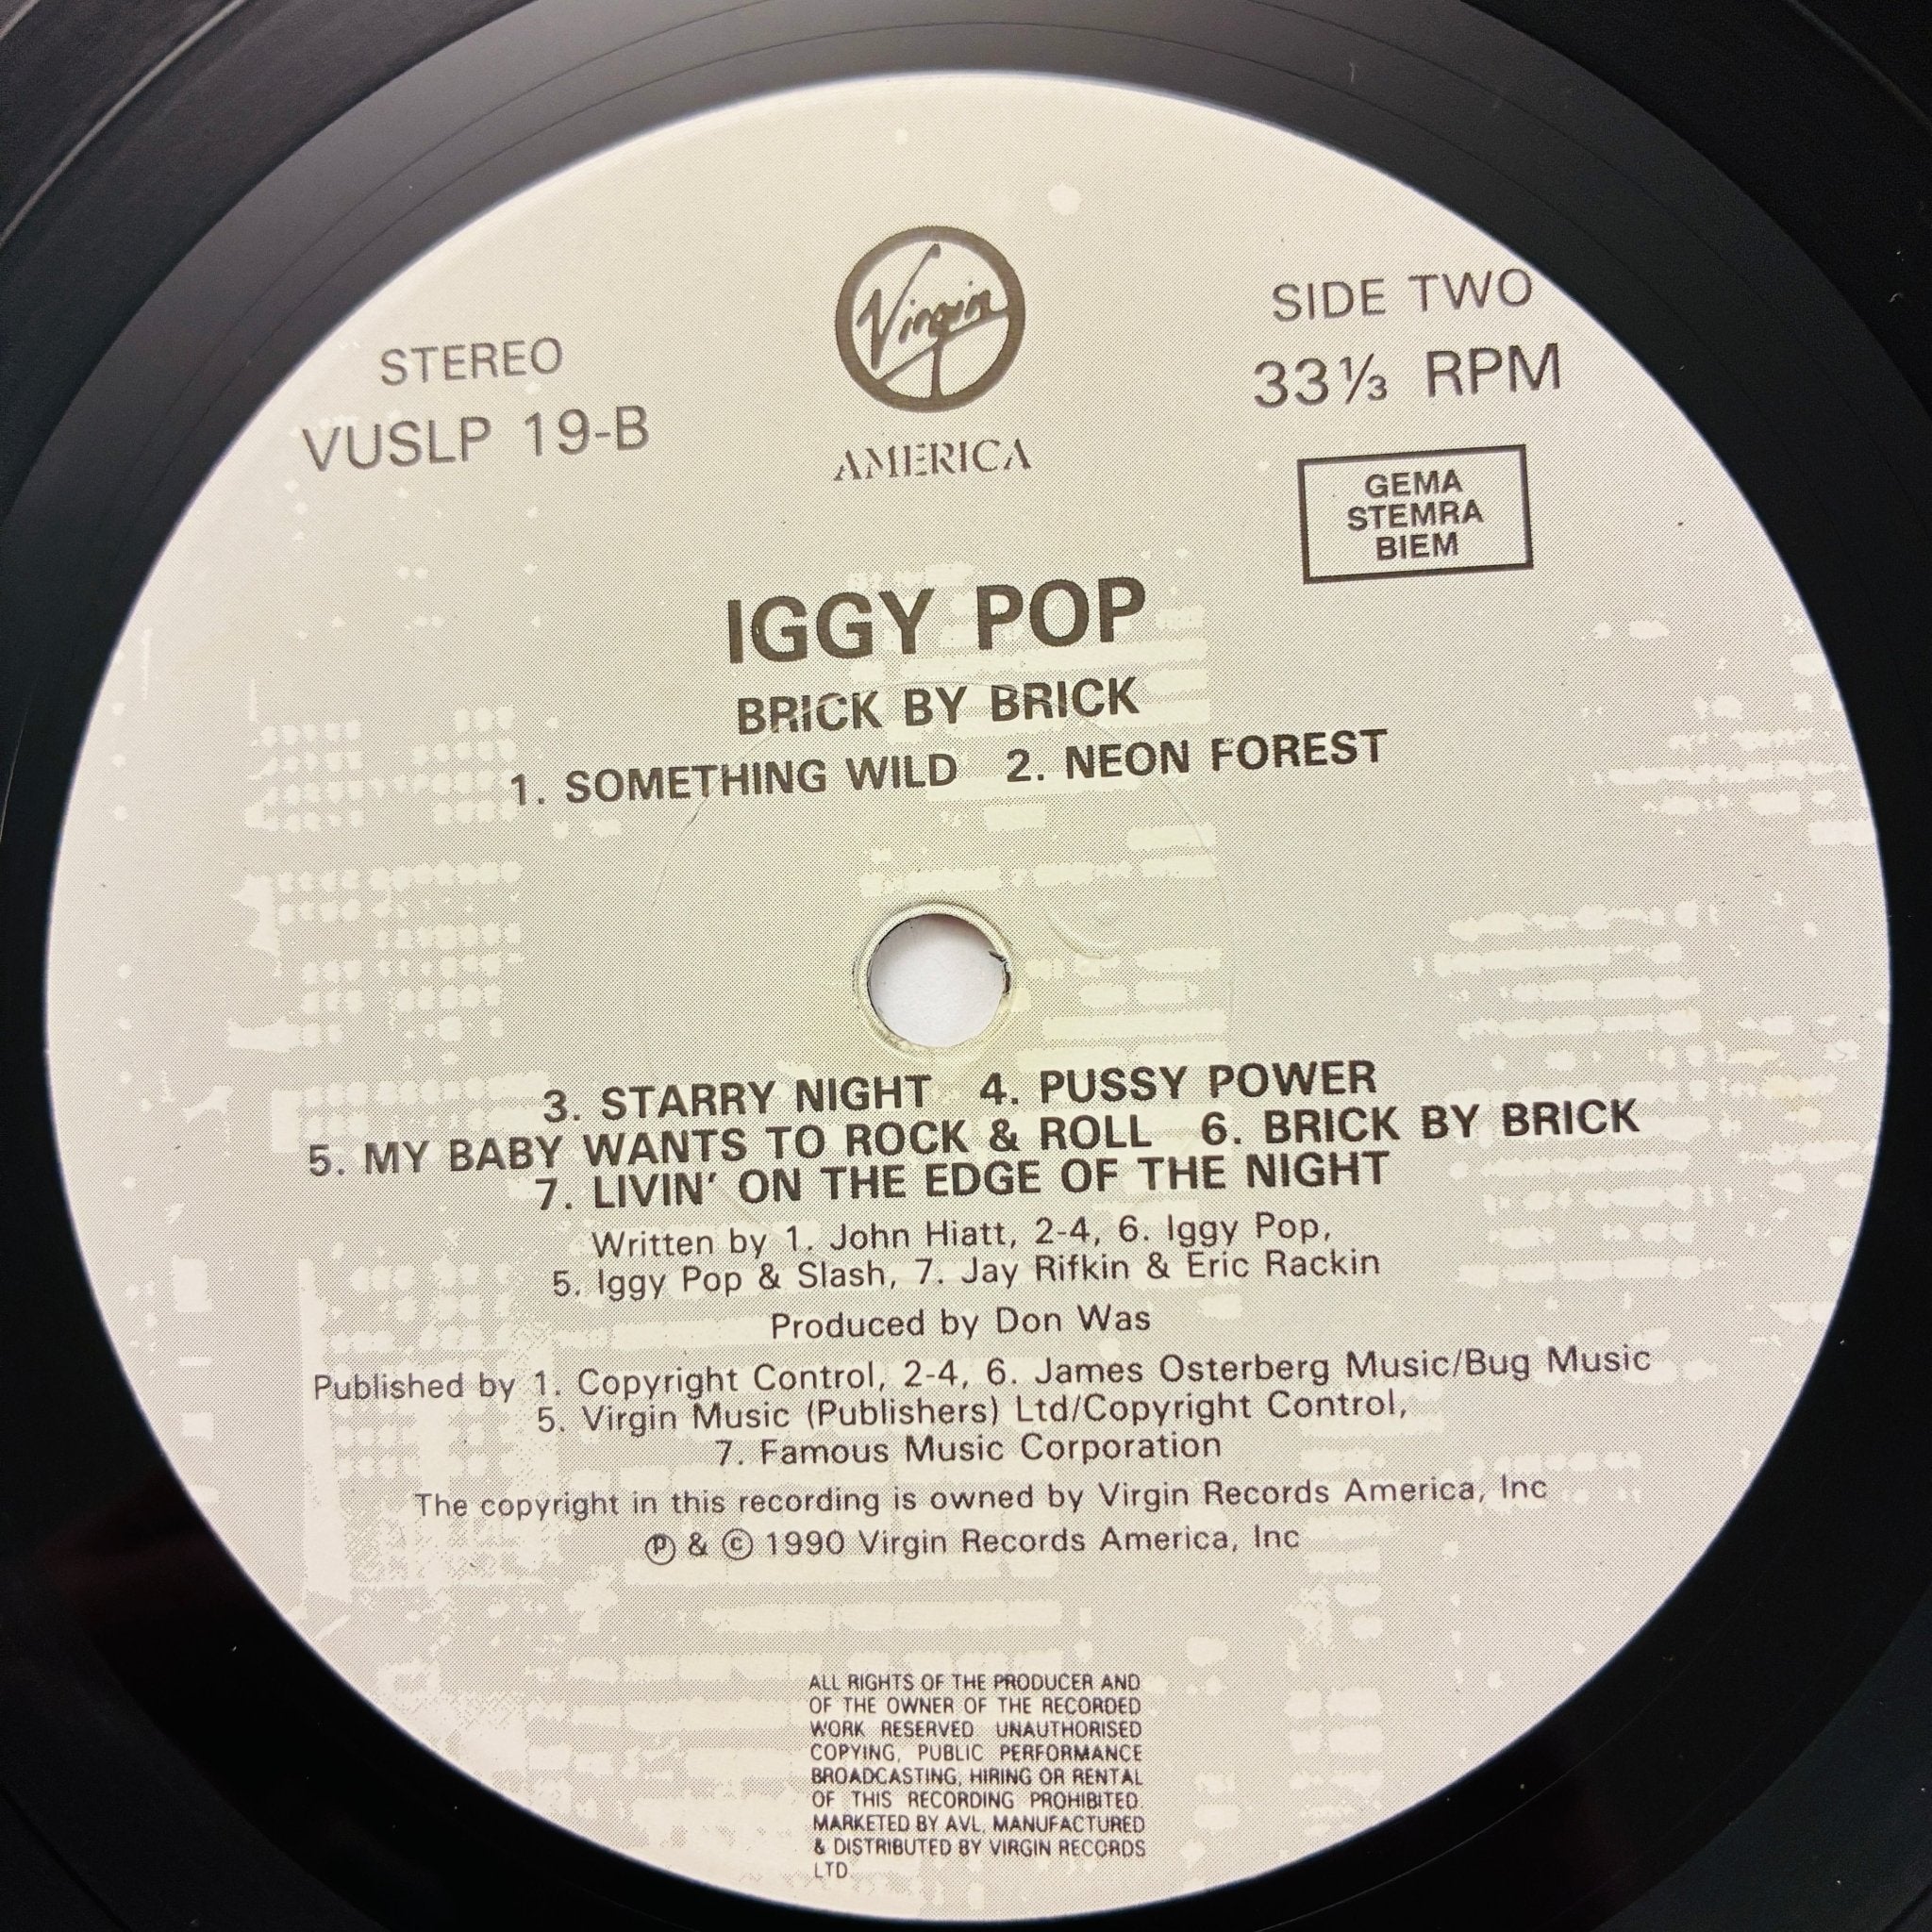 Virgin
AMERICA
STEREO
VUSLP 19-B
SIDE TWO
33⅓ RPM
GEMA
STEMRA
BIEM
IGGY POP
BRICK BY BRICK
1. SOMETHING WILD 2. NEON FOREST
3. STARRY NIGHT 4. PUSSY POWER
5. MY BABY WANTS TO ROCK & ROLL 6. BRICK BY BRICK
7. LIVIN' ON THE EDGE OF THE NIGHT
Written by 1. John Hiatt, 2-4, 6. Iggy Pop,
5. Iggy Pop & Slash, 7. Jay Rifkin & Eric Rackin
Produced by Don Was
Published by 1. Copyright Control, 2-4, 6. James Osterberg Music/Bug Music
5. Virgin Music (Publishers) Ltd/Copyright Control,
7. Famous Music Corporation
The copyright in this recording is owned by Virgin Records America, Inc
℗ & © 1990 Virgin Records America, Inc
ALL RIGHTS OF THE PRODUCER AND
OF THE OWNER OF THE RECORDED
WORK RESERVED UNAUTHORISED
COPYING, PUBLIC PERFORMANCE
BROADCASTING, HIRING OR RENTAL
OF THIS RECORDING PROHIBITED.
MARKETED BY AVL, MANUFACTURED
& DISTRIBUTED BY VIRGIN RECORDS
LTD.